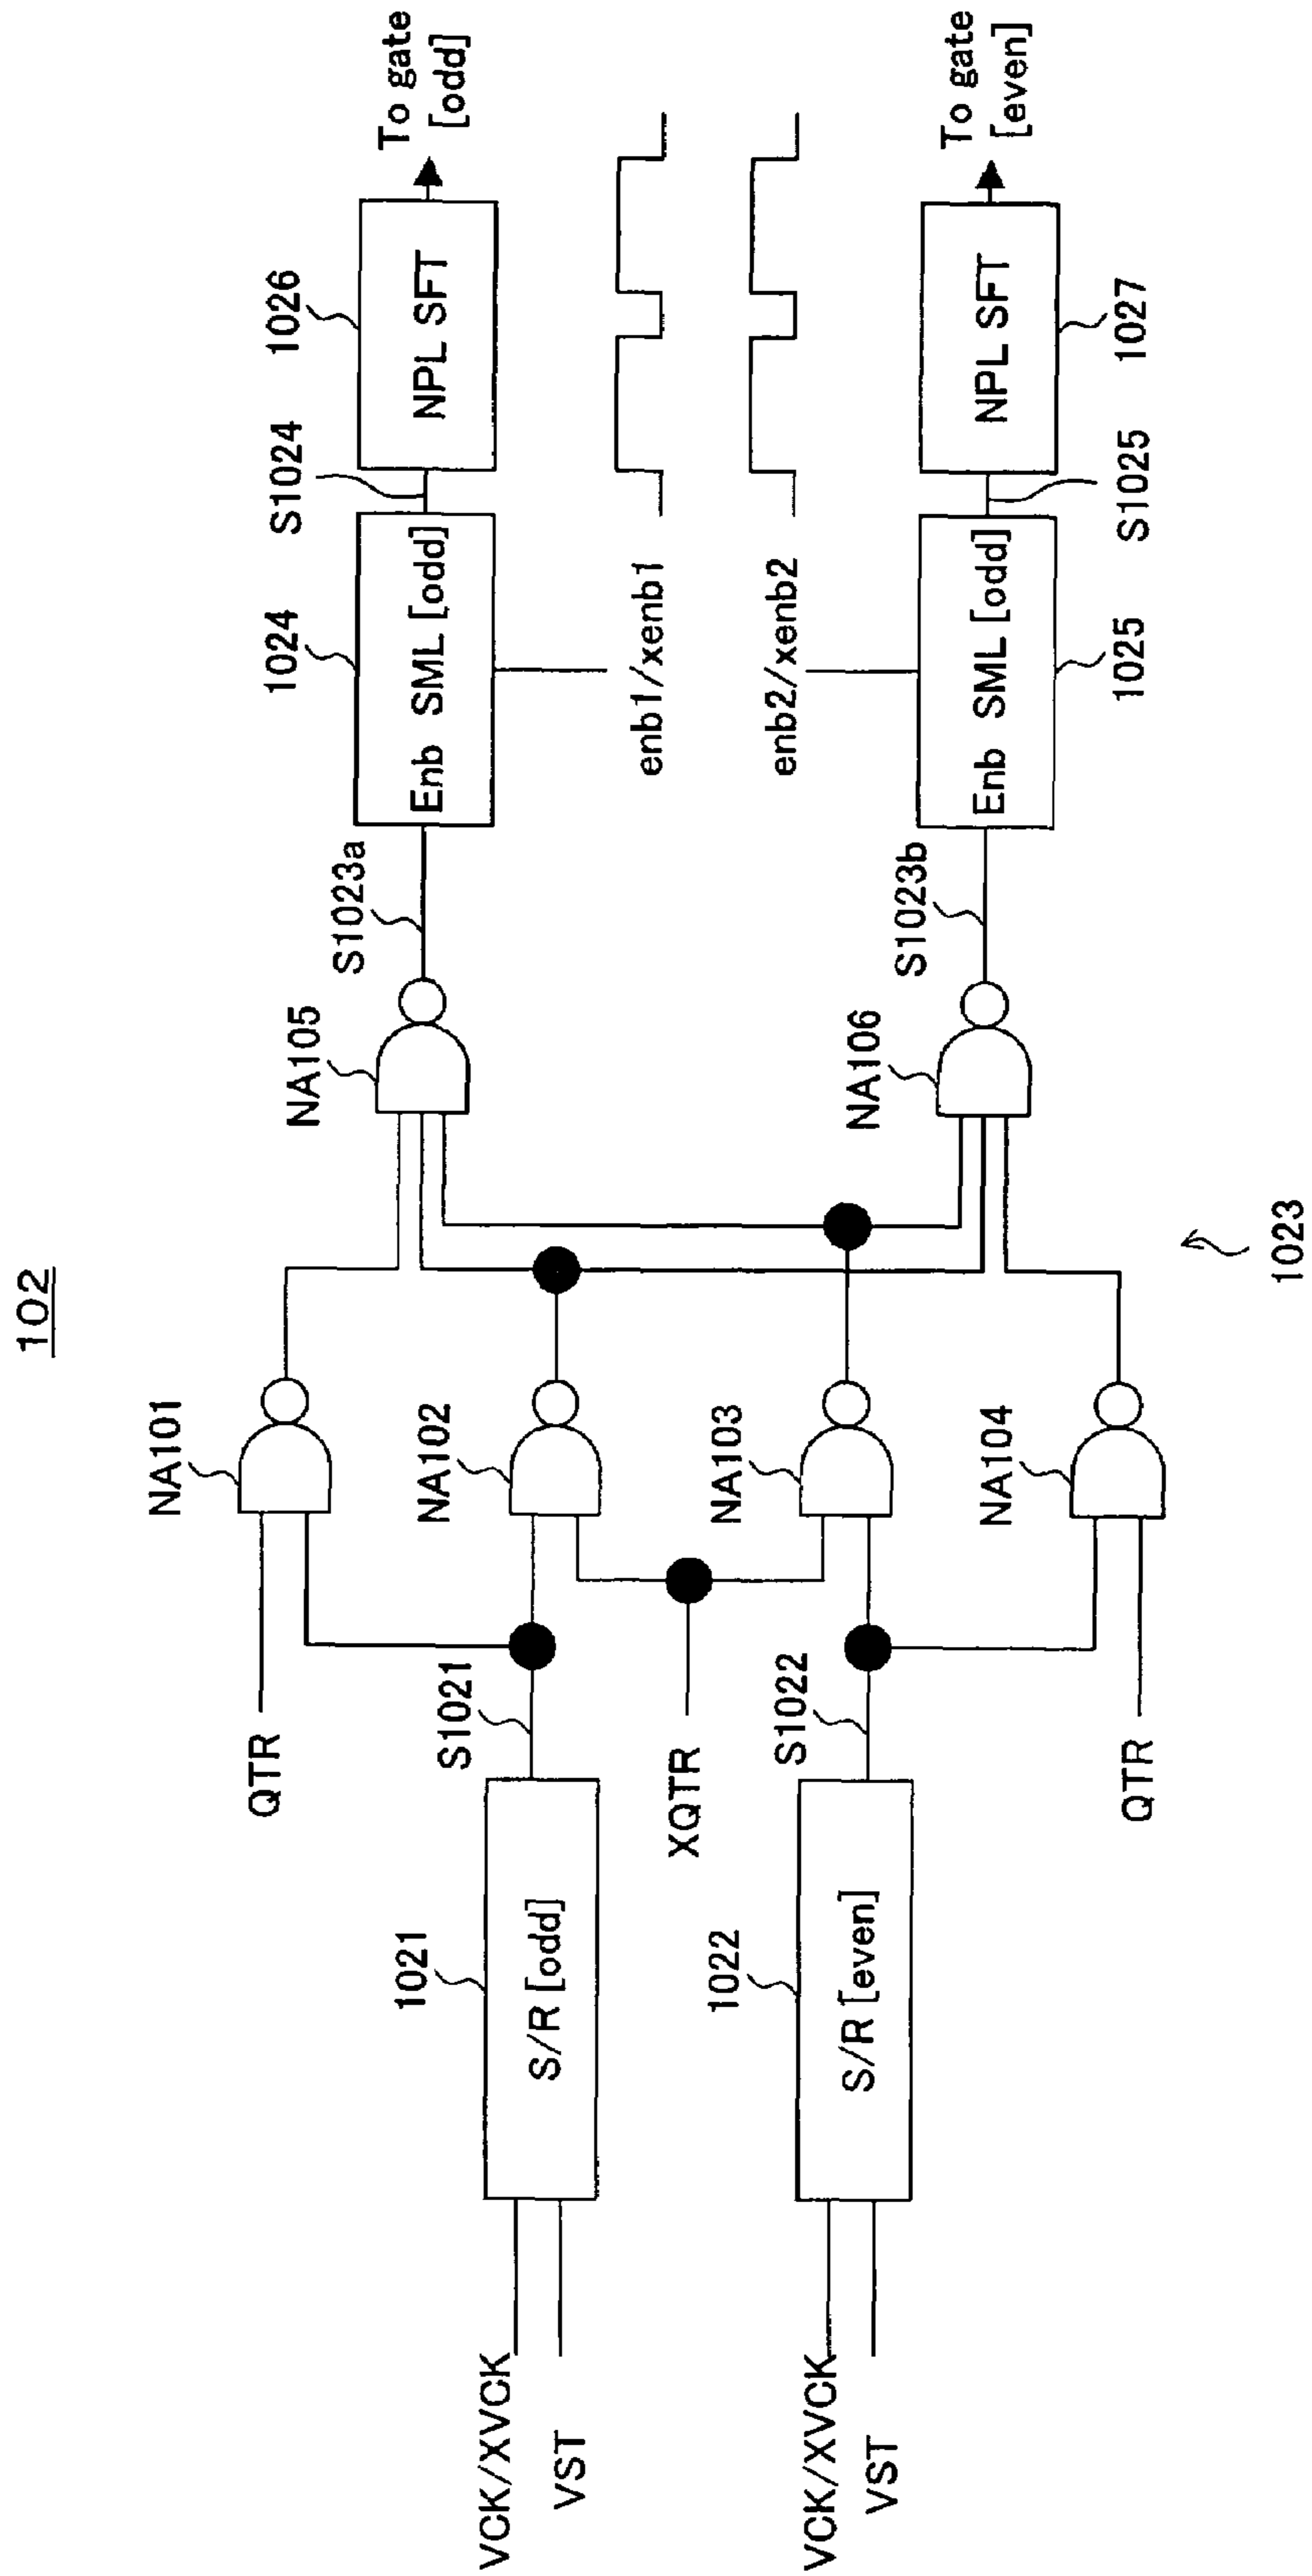 102
NA101
QTR
NA102
1021
S/R [odd]
S1021
VCK/XVCK
VST
XQTR
NA103
1022
S/R [even]
S1022
VCK/XVCK
VST
NA104
QTR
1023
NA105
S1023a
1024
Enb SML [odd]
S1024
1026
NPL SFT
To gate
[odd]
enb1/xenb1
enb2/xenb2
NA106
S1023b
Enb SML [odd]
1025
S1025
NPL SFT
1027
To gate
[even]